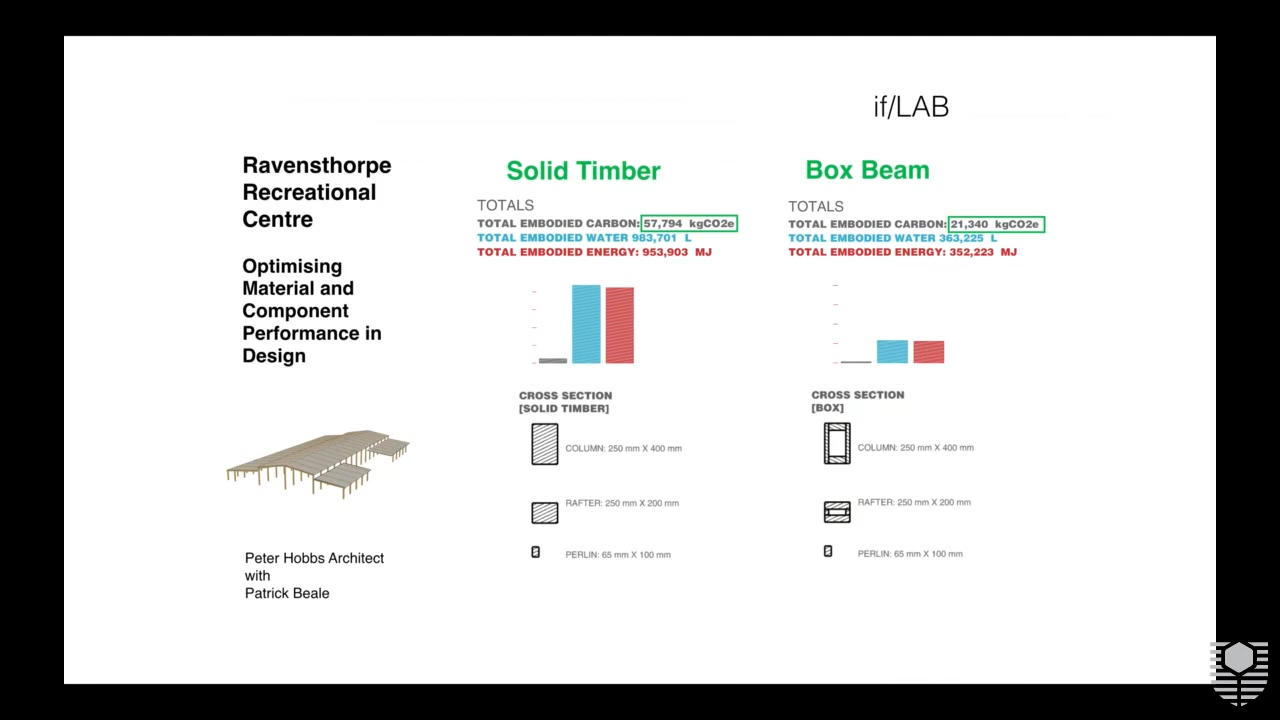 if/LAB
Ravensthorpe
Recreational
Centre
Optimising
Material and
Component
Performance in
Design
Peter Hobbs Architect
with
Patrick Beale
Solid Timber
TOTALS
TOTAL EMBODIED CARBON: 57,794 kgCO2e
TOTAL EMBODIED WATER 983,701 L
TOTAL EMBODIED ENERGY: 953,903 MJ
CROSS SECTION
[SOLID TIMBER]
COLUMN: 250 mm X 400 mm
RAFTER: 250 mm X 200 mm
PERLIN: 65 mm X 100 mm
Box Beam
TOTALS
TOTAL EMBODIED CARBON: 21,340 kgCO2e
TOTAL EMBODIED WATER 363,225 L
TOTAL EMBODIED ENERGY: 352,223 MJ
CROSS SECTION
[BOX]
COLUMN: 250 mm X 400 mm
RAFTER: 250 mm X 200 mm
PERLIN: 65 mm X 100 mm